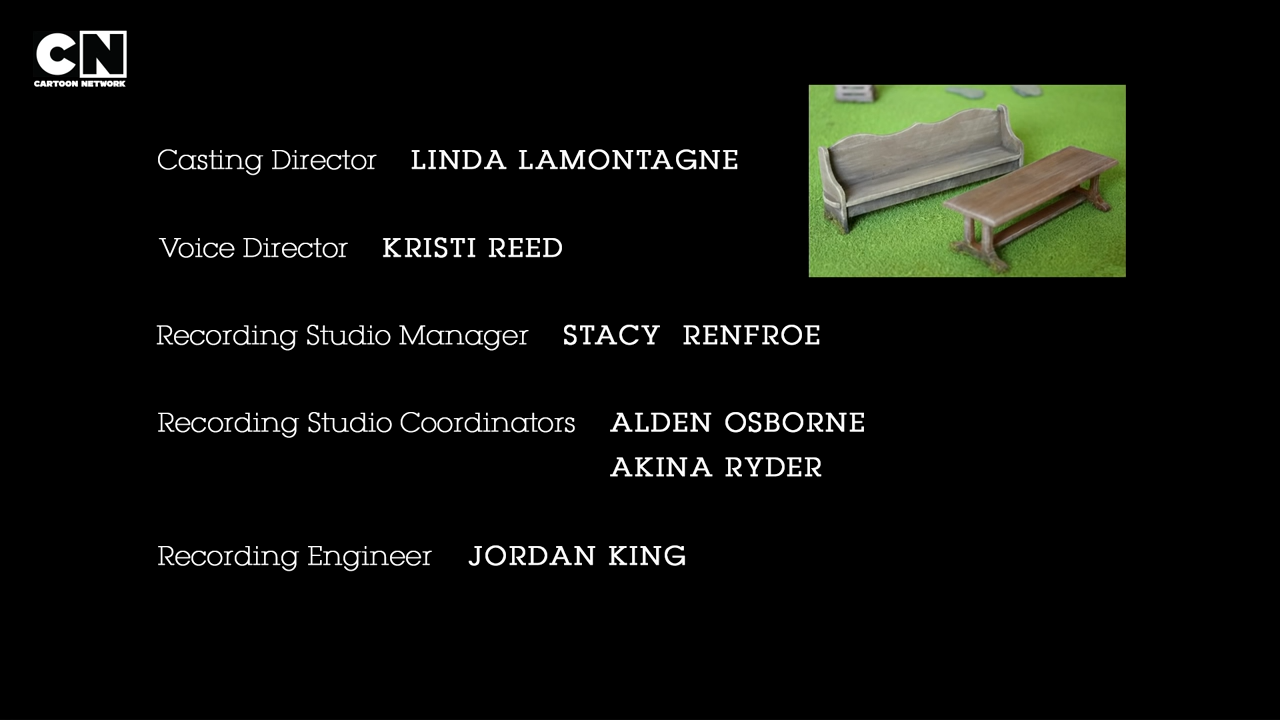 CN
CARTOON NETWORK
Casting Director LINDA LAMONTAGNE
Voice Director KRISTI REED
Recording Studio Manager STACY RENFROE
Recording Studio Coordinators ALDEN OSBORNE
AKINA RYDER
Recording Engineer JORDAN KING